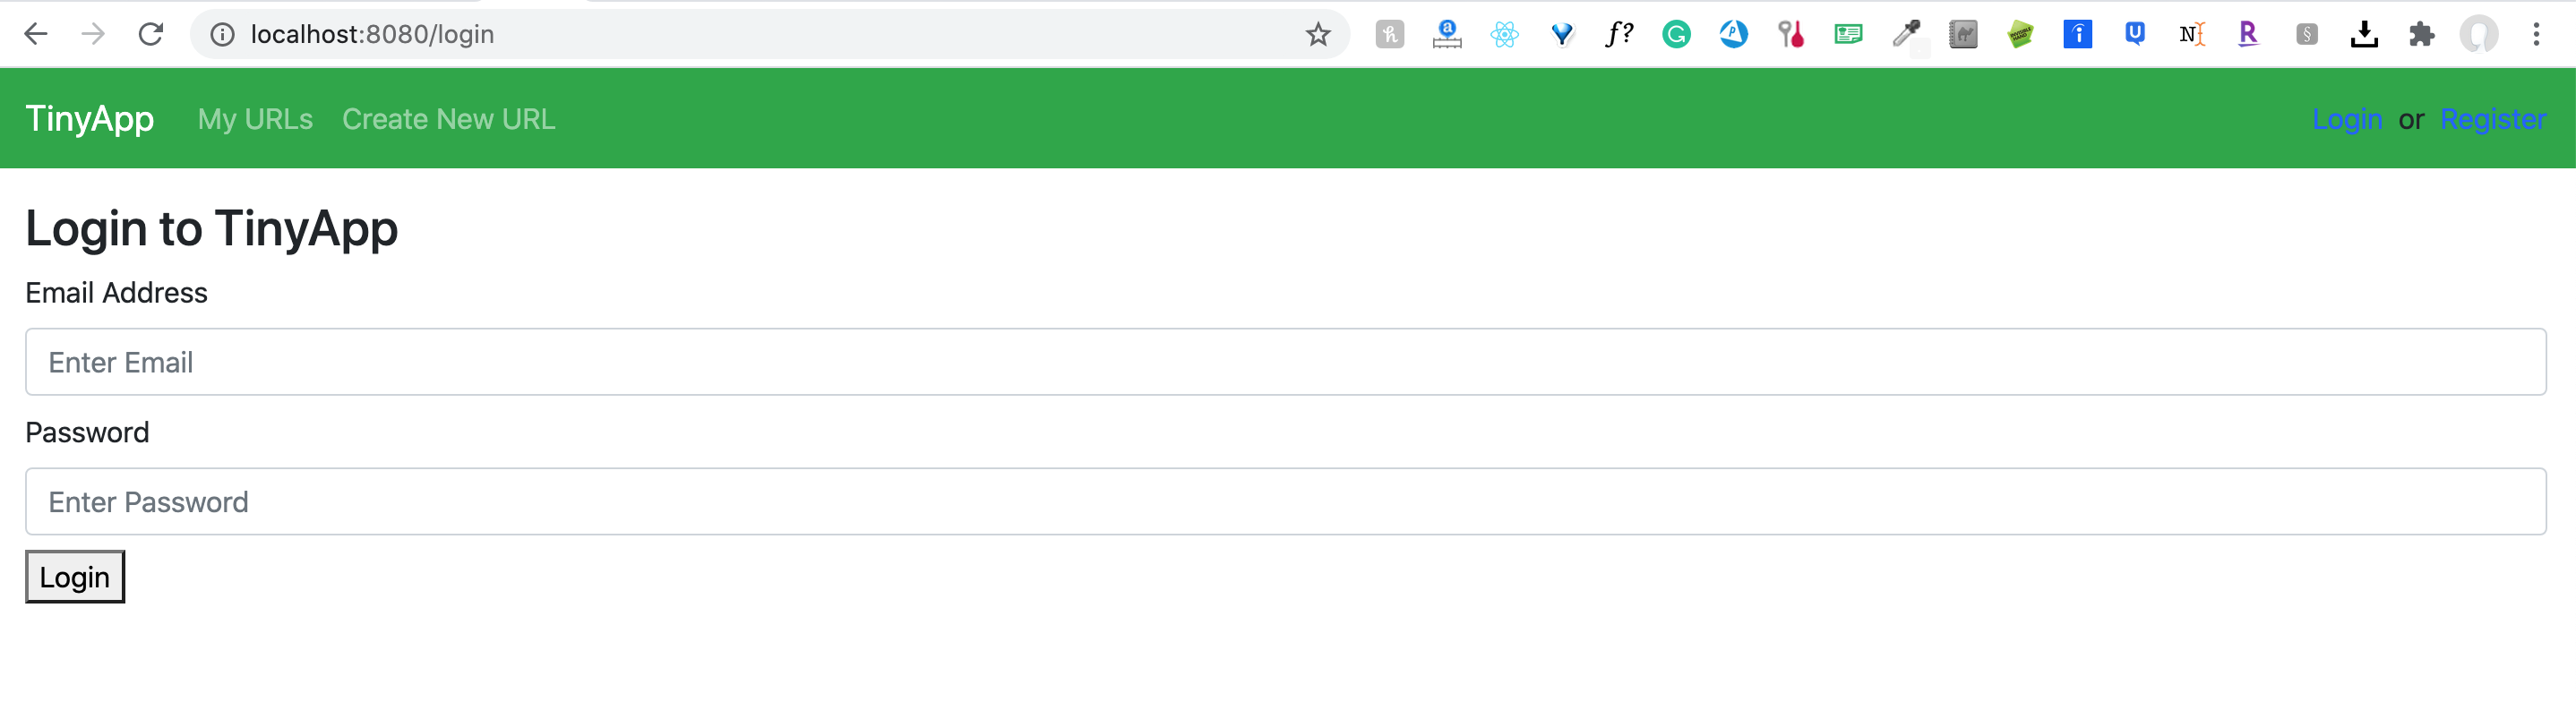 localhost:8080/login
TinyApp My URLs Create New URL Login or Register
Login to TinyApp
Email Address
Enter Email
Password
Enter Password
Login